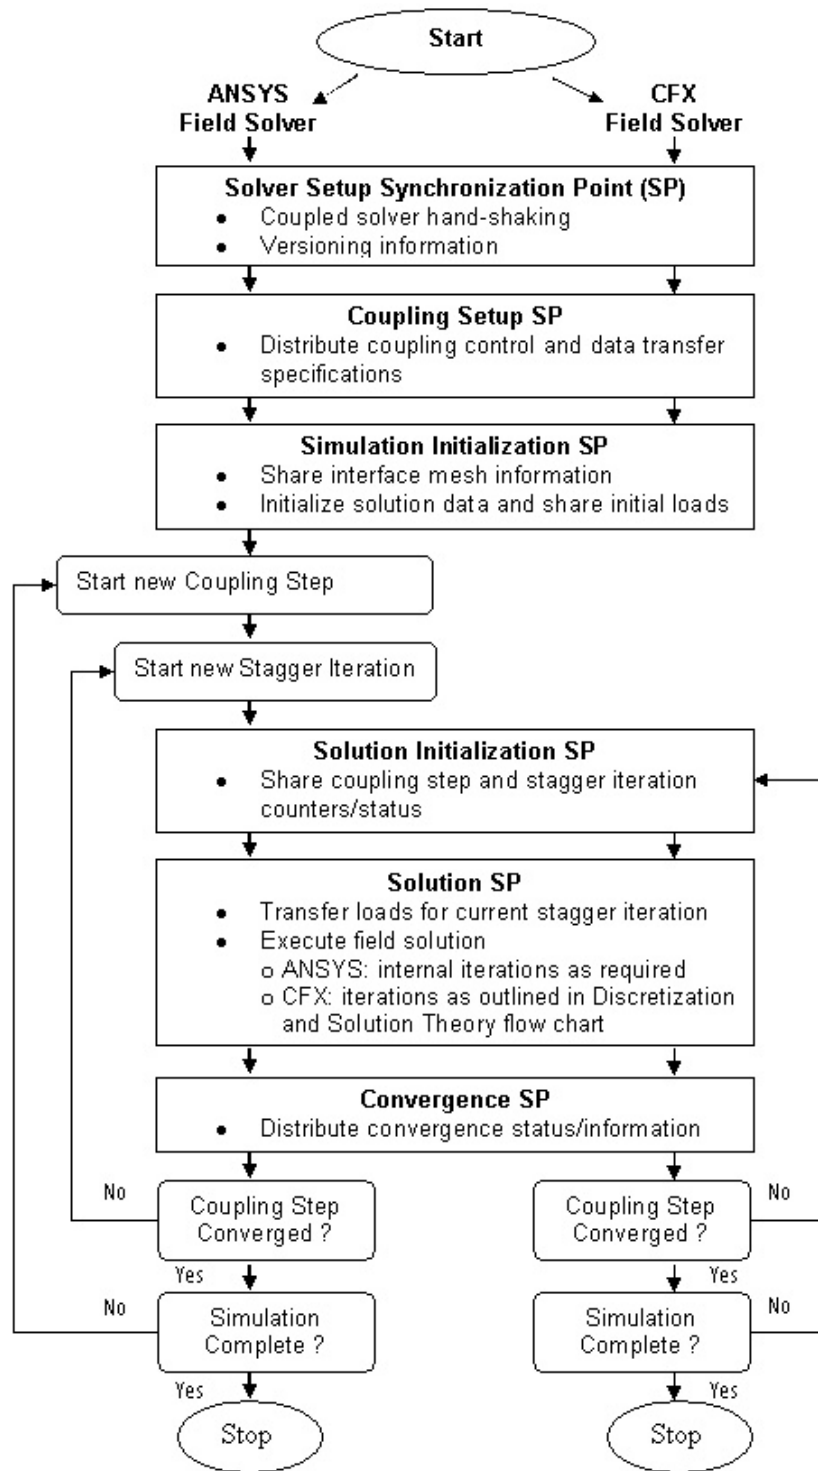 Start
ANSYS
Field Solver
CFX
Field Solver
Solver Setup Synchronization Point (SP)
● Coupled solver hand-shaking
● Versioning information
Coupling Setup SP
● Distribute coupling control and data transfer
specifications
Simulation Initialization SP
● Share interface mesh information
● Initialize solution data and share initial loads
Start new Coupling Step
Start new Stagger Iteration
Solution Initialization SP
● Share coupling step and stagger iteration
counters/status
Solution SP
● Transfer loads for current stagger iteration
● Execute field solution
o ANSYS: internal iterations as required
o CFX: iterations as outlined in Discretization
and Solution Theory flow chart
Convergence SP
● Distribute convergence status/information
No
Coupling Step
Converged ?
Yes
Coupling Step
Converged ?
No
Yes
No
Simulation
Complete ?
Yes
Simulation
Complete ?
No
Yes
Stop
Stop